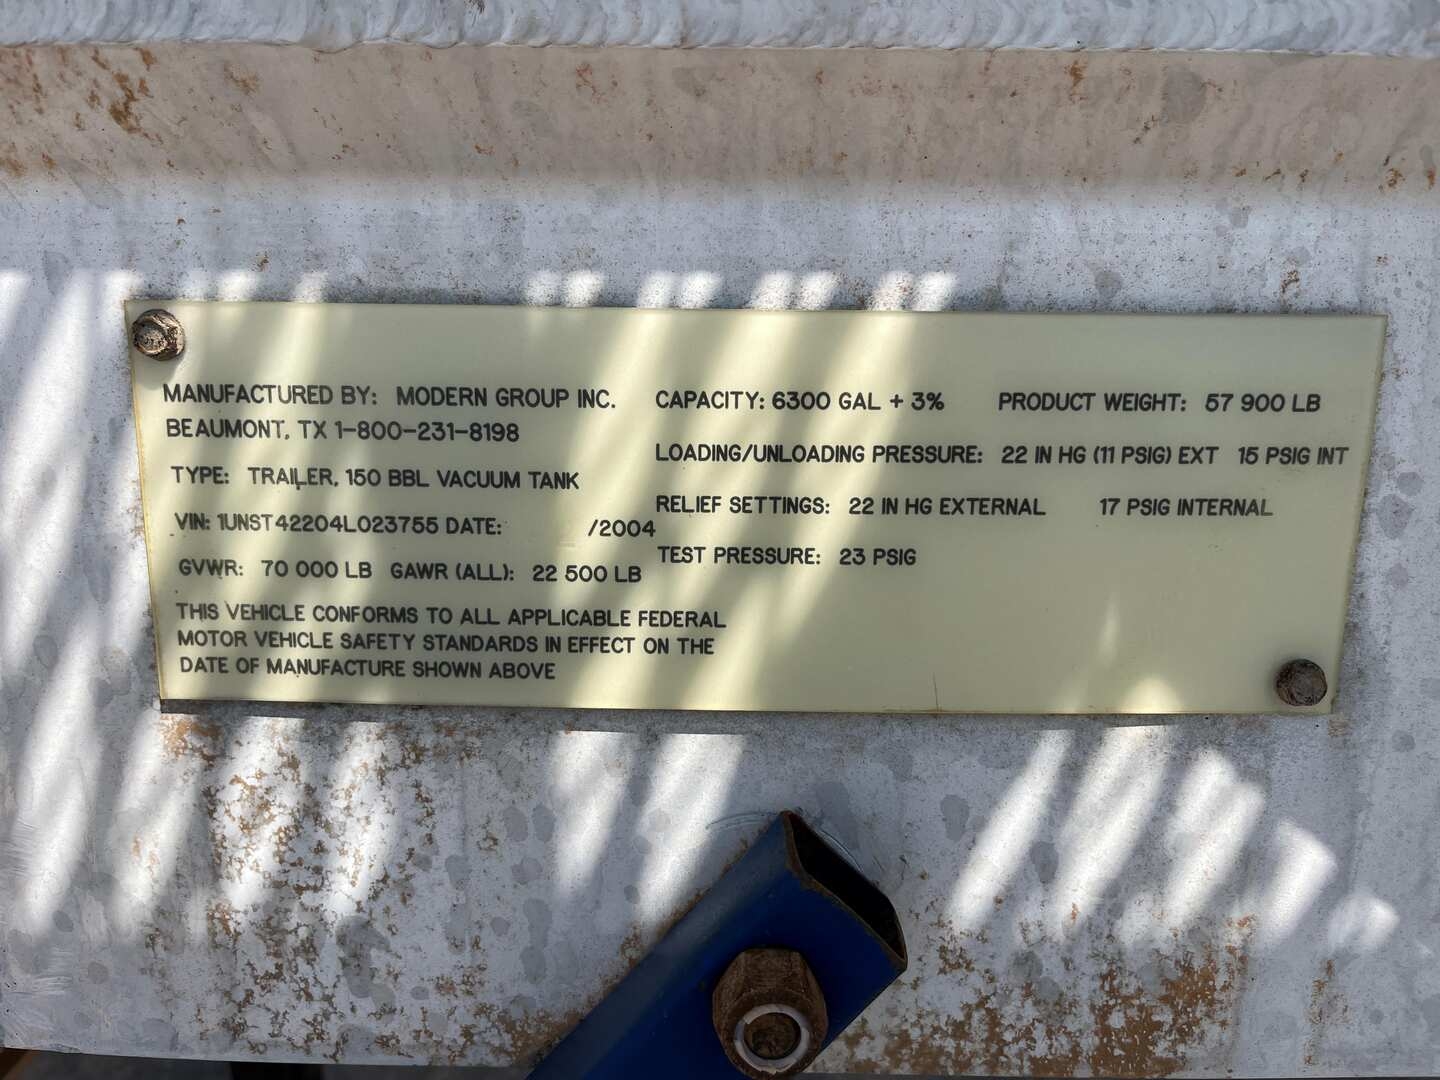 MANUFACTURED BY: MODERN GROUP INC.
BEAUMONT, TX 1-800-231-8198
TYPE: TRAILER, 150 BBL VACUUM TANK
VIN: 1UNST42204L023755 DATE: /2004
GVWR: 70 000 LB GAWR (ALL): 22 500 LB
THIS VEHICLE CONFORMS TO ALL APPLICABLE FEDERAL
MOTOR VEHICLE SAFETY STANDARDS IN EFFECT ON THE
DATE OF MANUFACTURE SHOWN ABOVE
CAPACITY: 6300 GAL + 3% PRODUCT WEIGHT: 57 900 LB
LOADING/UNLOADING PRESSURE: 22 IN HG (11 PSIG) EXT 15 PSIG INT
RELIEF SETTINGS: 22 IN HG EXTERNAL 17 PSIG INTERNAL
TEST PRESSURE: 23 PSIG